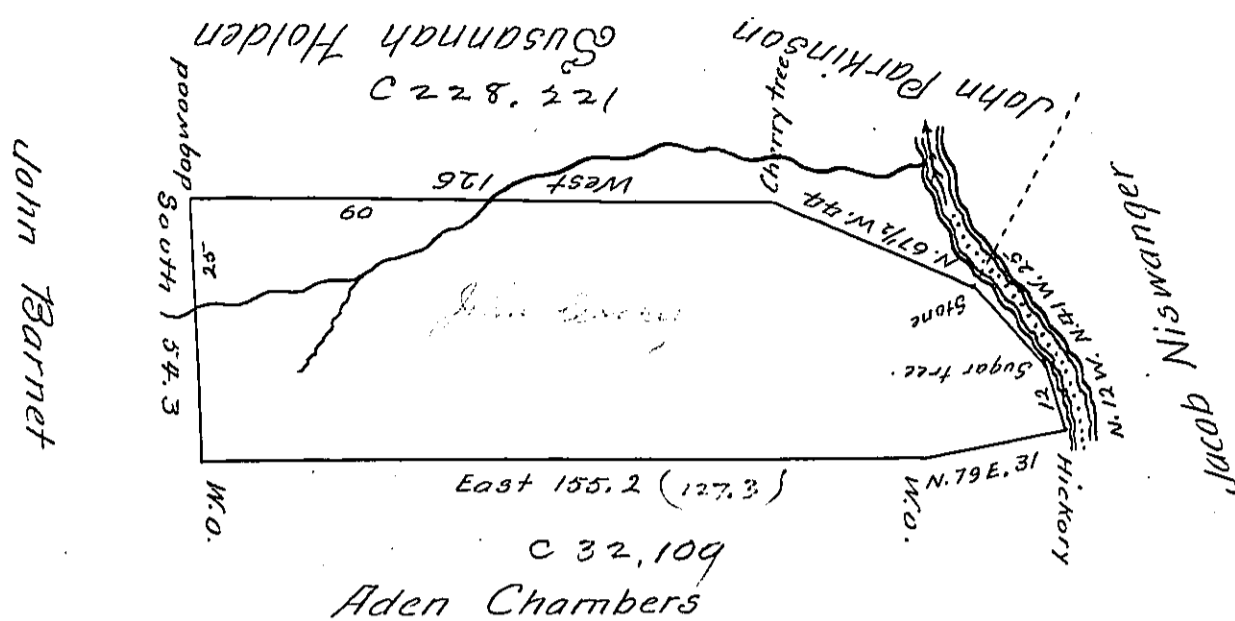 Susannah Holden
C 228.221
John Parkinson
Cherry tree
dogwood
West 126
60
N. 67½ W. 44
N. 41 W. 25
Jacob Niswanger
John Barnet
South 54.3
25
John
Stone
Sugar tree.
12
N. 12 W.
East 155.2 (127.3)
N. 79 E. 31
W.o.
W.o.
Hickory
C 32, 109
Aden Chambers